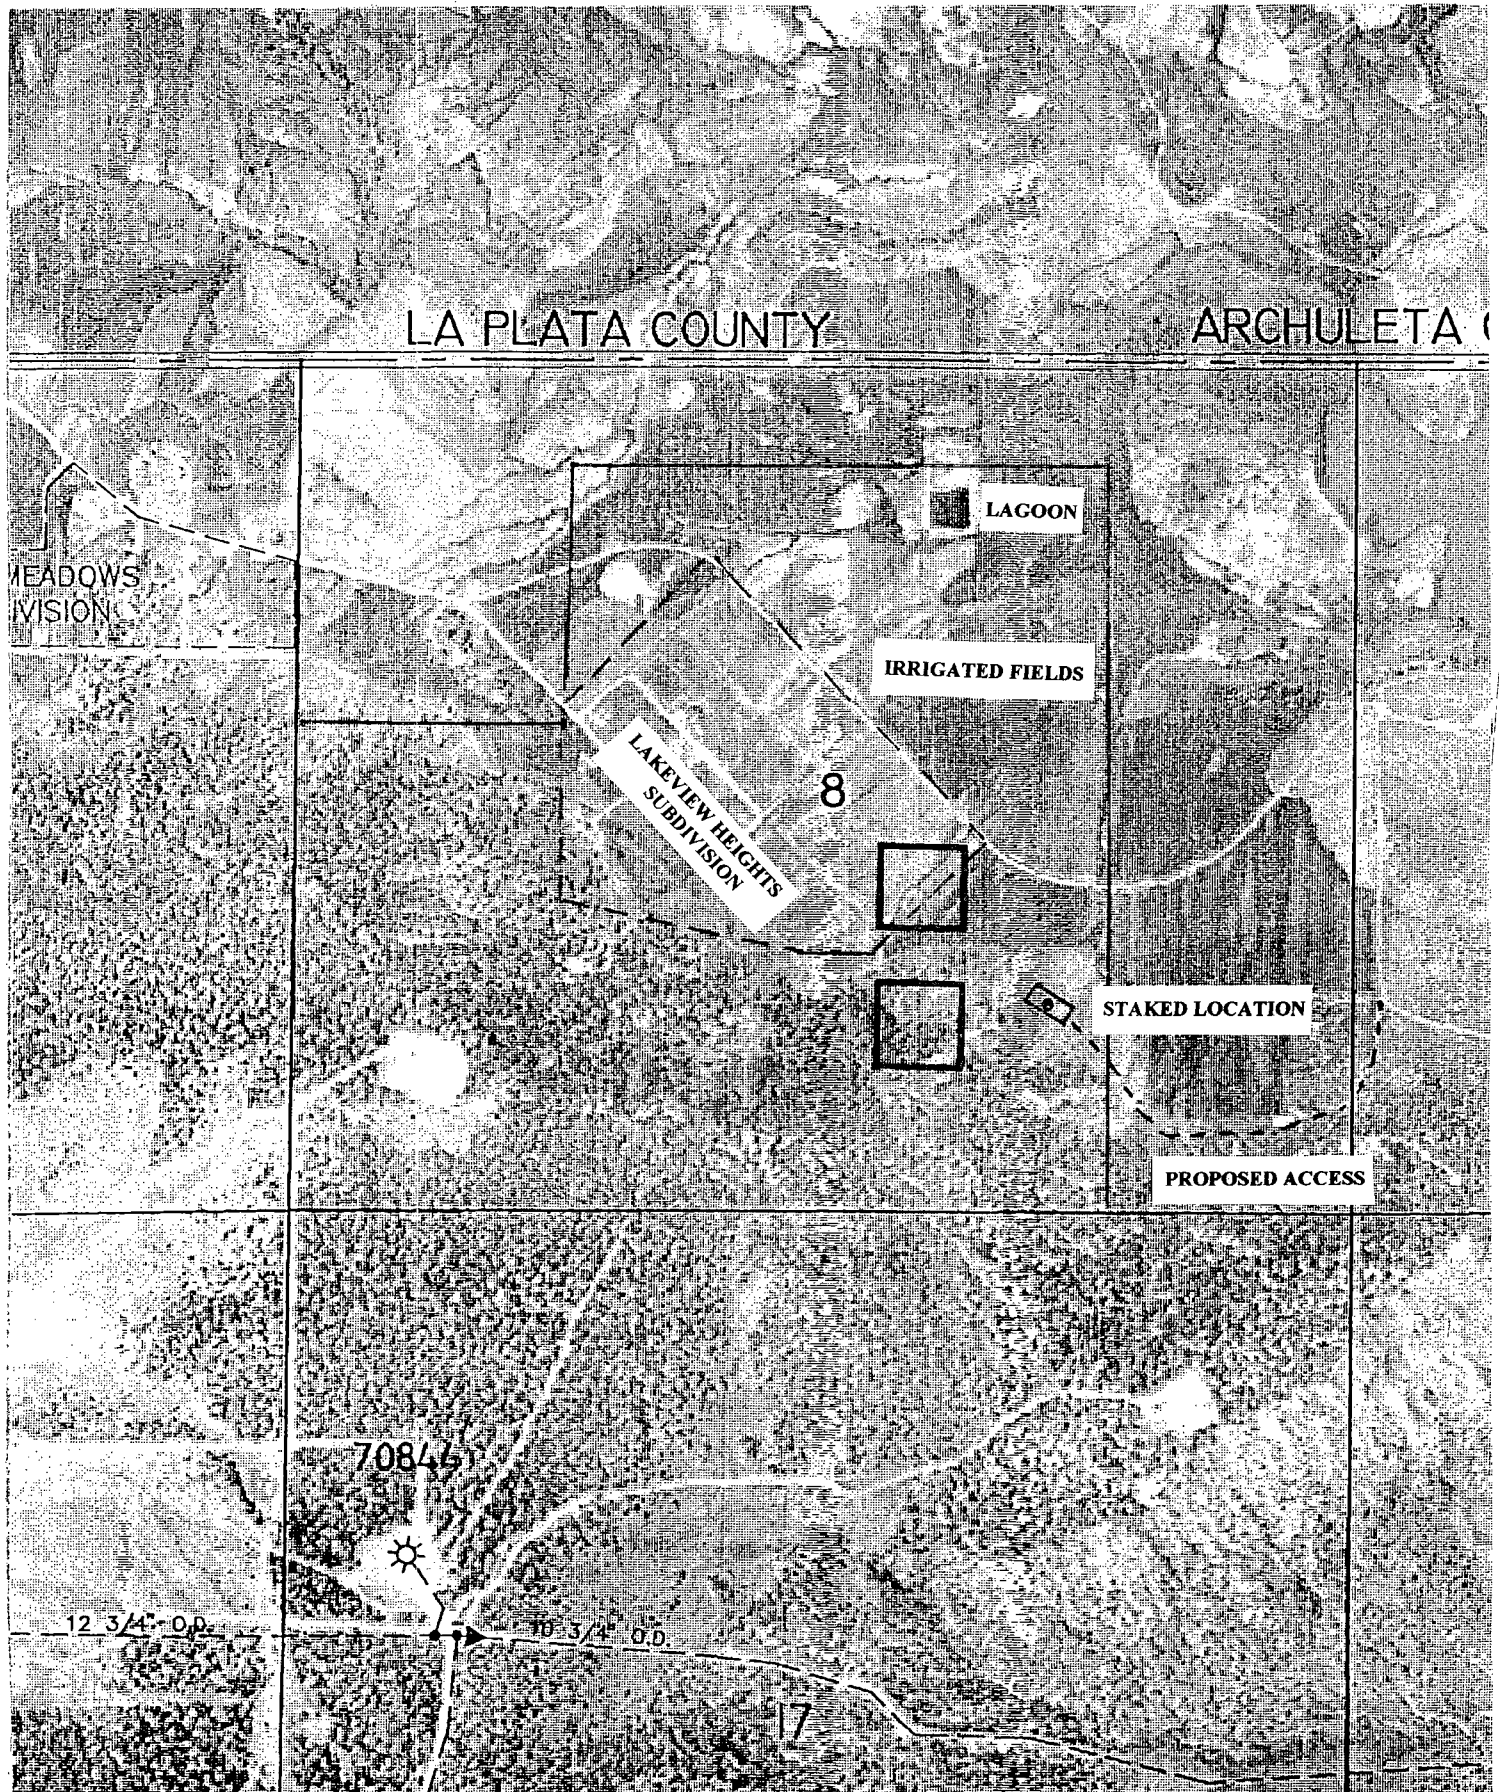 LA PLATA COUNTY
ARCHULETA C
LAGOON
MEADOWS
IVISION
IRRIGATED FIELDS
LAKEVIEW HEIGHTS
SUBDIVISION
8
STAKED LOCATION
PROPOSED ACCESS
70846
12 3/4" O.D.
10 3/4" O.D.
17